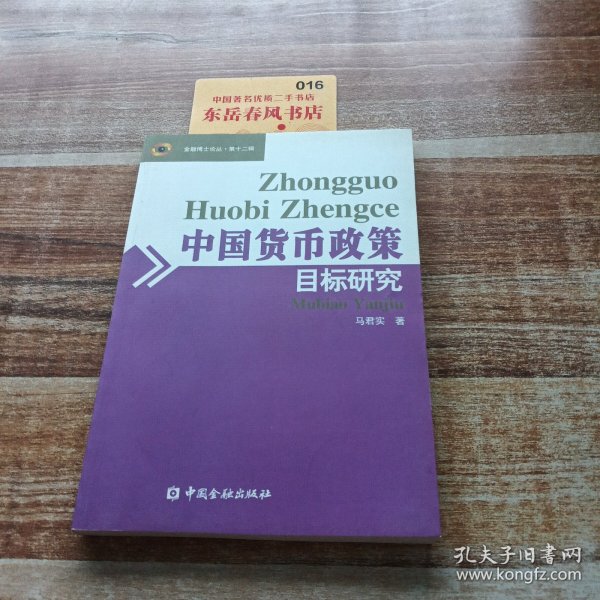 016
中国著名优质二手书店
东岳春风书店
金融博士论丛·第十二辑
Zhongguo
Huobi Zhengce
中国货币政策
目标研究
Mubiao Yanjiu
马君实 著
中国金融出版社
孔夫子旧书网
www.kongfz.com